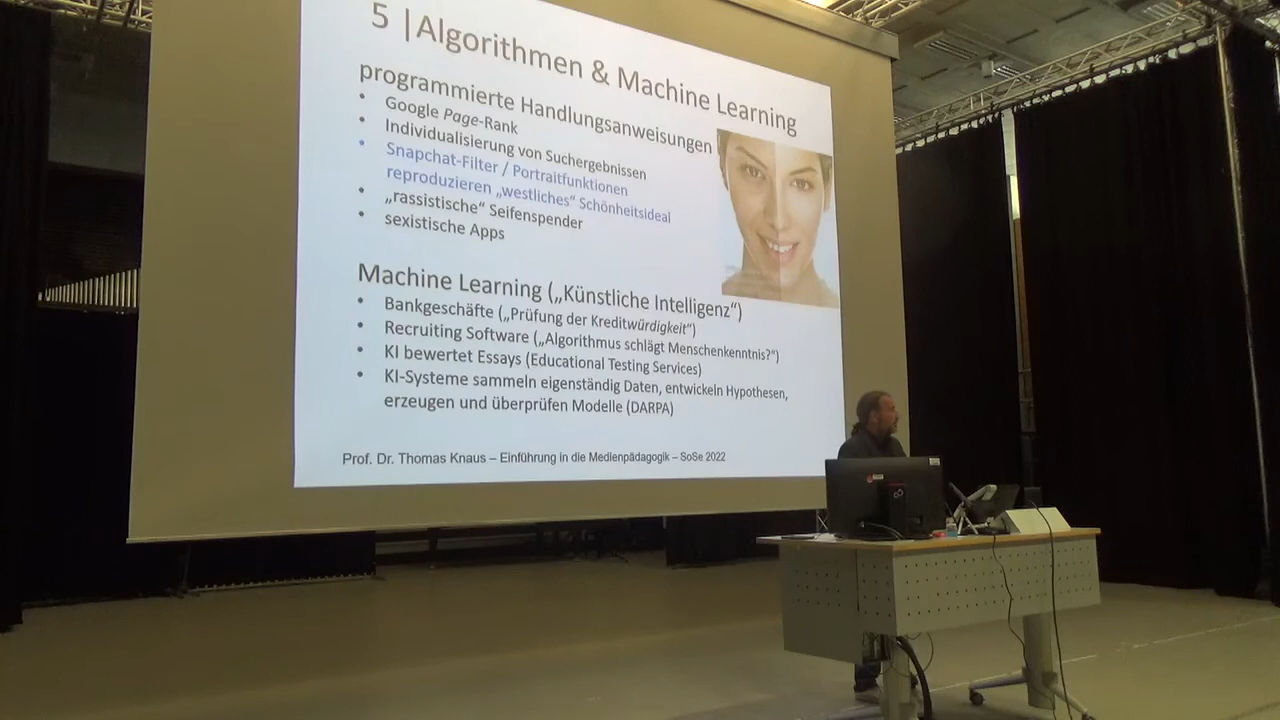 5 |Algorithmen & Machine Learning
programmierte Handlungsanweisungen
• Google Page-Rank
• Individualisierung von Suchergebnissen
• Snapchat-Filter / Portraitfunktionen
reproduzieren „westliches“ Schönheitsideal
• „rassistische“ Seifenspender
• sexistische Apps
Machine Learning („Künstliche Intelligenz“)
• Bankgeschäfte („Prüfung der Kreditwürdigkeit“)
• Recruiting Software („Algorithmus schlägt Menschenkenntnis?“)
• KI bewertet Essays (Educational Testing Services)
• KI-Systeme sammeln eigenständig Daten, entwickeln Hypothesen,
erzeugen und überprüfen Modelle (DARPA)
Prof. Dr. Thomas Knaus – Einführung in die Medienpädagogik – SoSe 2022